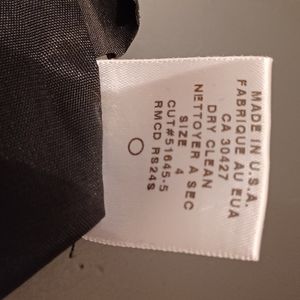 MADE IN U.S.A.
FABRIQUE AU EUA
CA 30427
DRY CLEAN
NETTOYER A SEC
SIZE 4
CUT#51645-5
RMCD RS24S